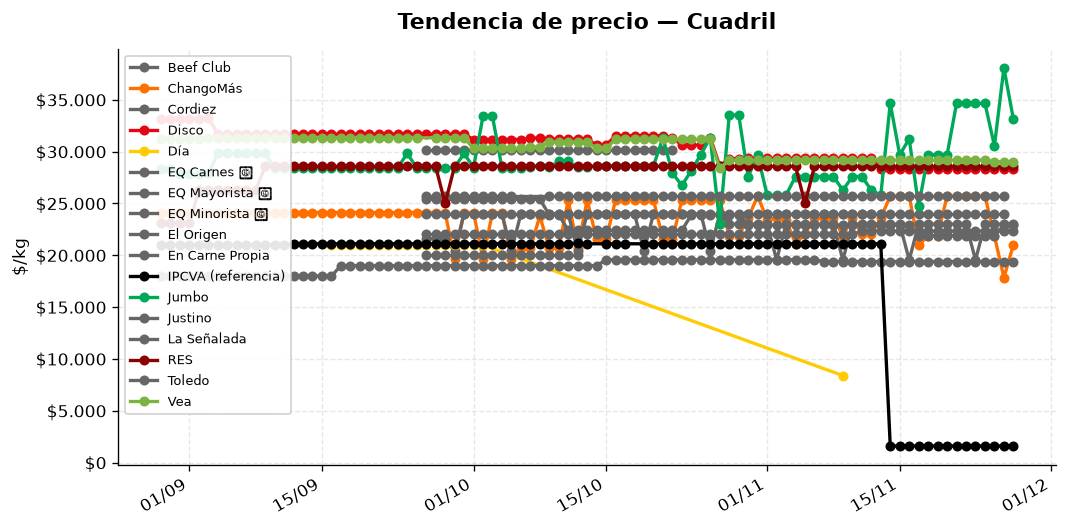 Tendencia de precio — Cuadril
$/kg
$35.000
$30.000
$25.000
$20.000
$15.000
$10.000
$5.000
$0
Beef Club
ChangoMás
Cordiez
Disco
Día
EQ Carnes
EQ Mayorista
EQ Minorista
El Origen
En Carne Propia
IPCVA (referencia)
Jumbo
Justino
La Señalada
RES
Toledo
Vea
01/09
15/09
01/10
15/10
01/11
15/11
01/12